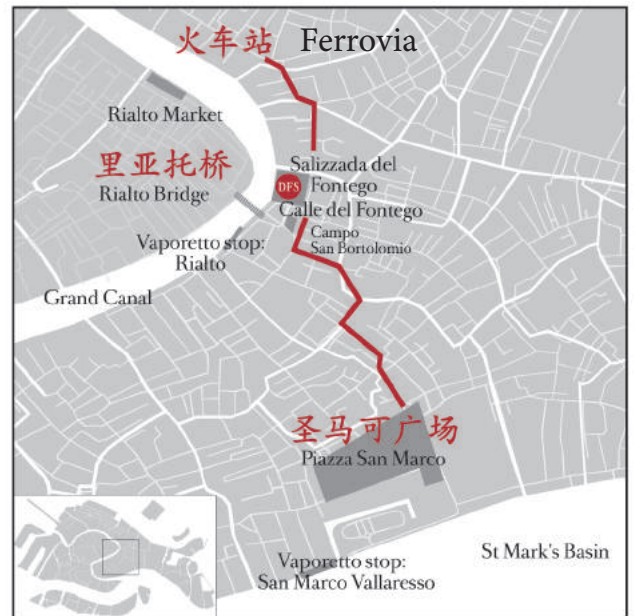 火车站 Ferrovia
Rialto Market
里亚托桥
Rialto Bridge
DFS
Salizzada del
Fontego
Calle del Fontego
Campo
San Bortolomio
Vaporetto stop:
Rialto
Grand Canal
圣马可广场
Piazza San Marco
St Mark's Basin
Vaporetto stop:
San Marco Vallaresso